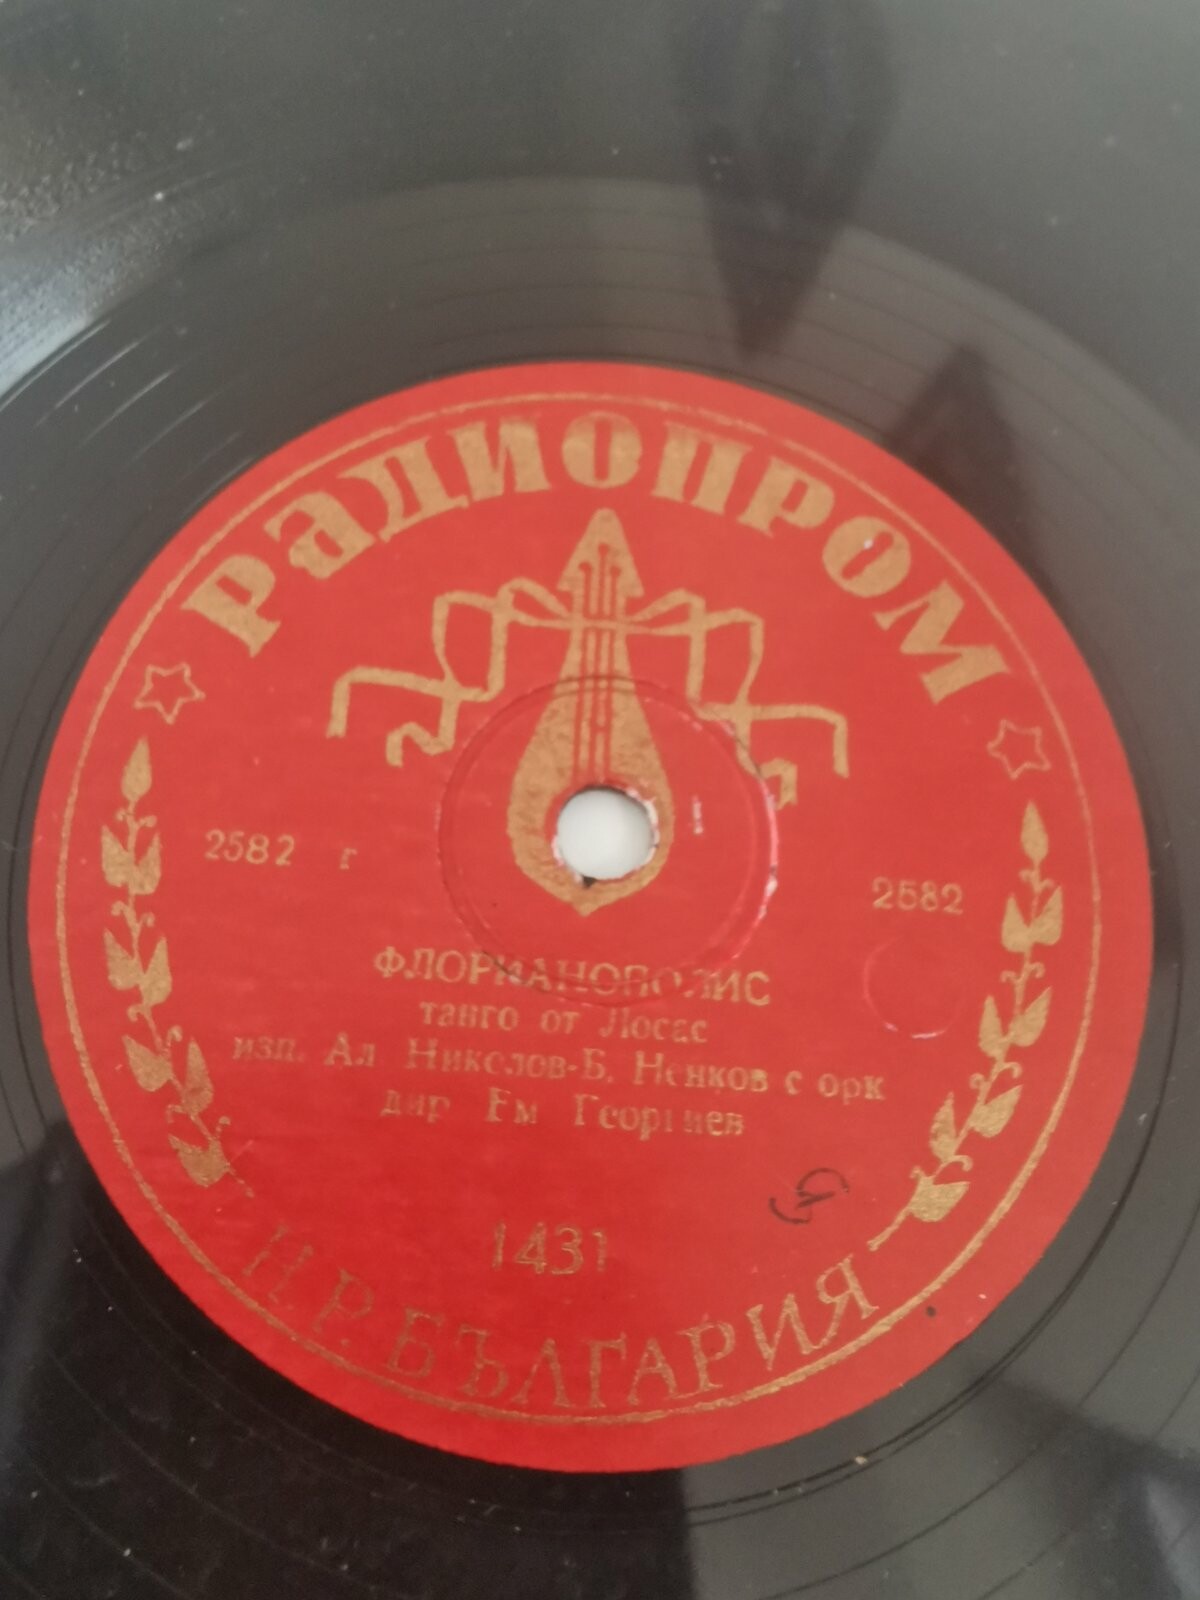 РАДИОПРОМ
2582 г
2582
ФЛОРИАНОПОЛИС
танго от Лосас
изп. Ал Николов-Б. Ненков с орк
дир Ем Георгиев
1431
Н.Р. БЪЛГАРИЯ